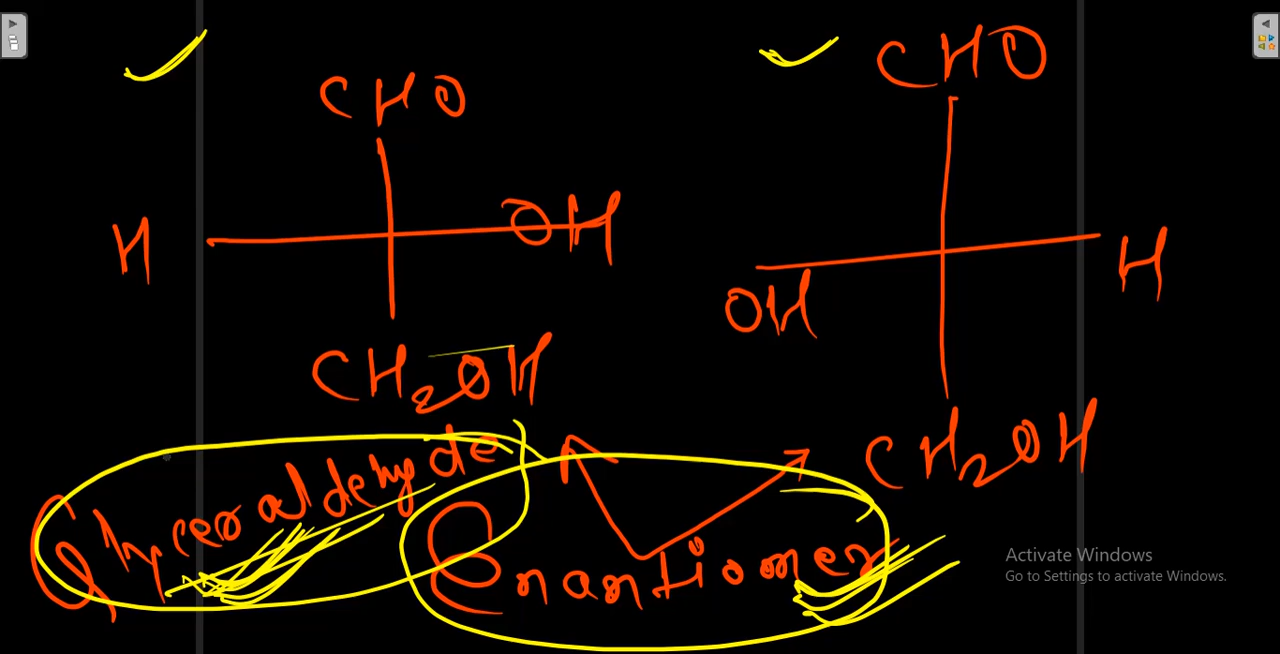 CHO
CHO
H
OH
OH
H
CH2OH
CH2OH
Glyceraldehyde
Enantiomer
Activate Windows
Go to Settings to activate Windows.